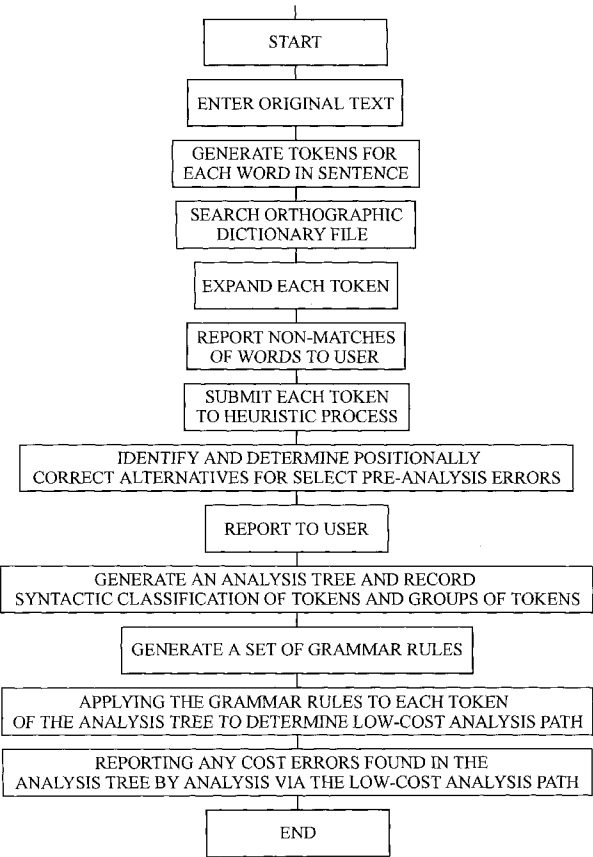 START
ENTER ORIGINAL TEXT
GENERATE TOKENS FOR
EACH WORD IN SENTENCE
SEARCH ORTHOGRAPHIC
DICTIONARY FILE
EXPAND EACH TOKEN
REPORT NON-MATCHES
OF WORDS TO USER
SUBMIT EACH TOKEN
TO HEURISTIC PROCESS
IDENTIFY AND DETERMINE POSITIONALLY
CORRECT ALTERNATIVES FOR SELECT PRE-ANALYSIS ERRORS
REPORT TO USER
GENERATE AN ANALYSIS TREE AND RECORD
SYNTACTIC CLASSIFICATION OF TOKENS AND GROUPS OF TOKENS
GENERATE A SET OF GRAMMAR RULES
APPLYING THE GRAMMAR RULES TO EACH TOKEN
OF THE ANALYSIS TREE TO DETERMINE LOW-COST ANALYSIS PATH
REPORTING ANY COST ERRORS FOUND IN THE
ANALYSIS TREE BY ANALYSIS VIA THE LOW-COST ANALYSIS PATH
END